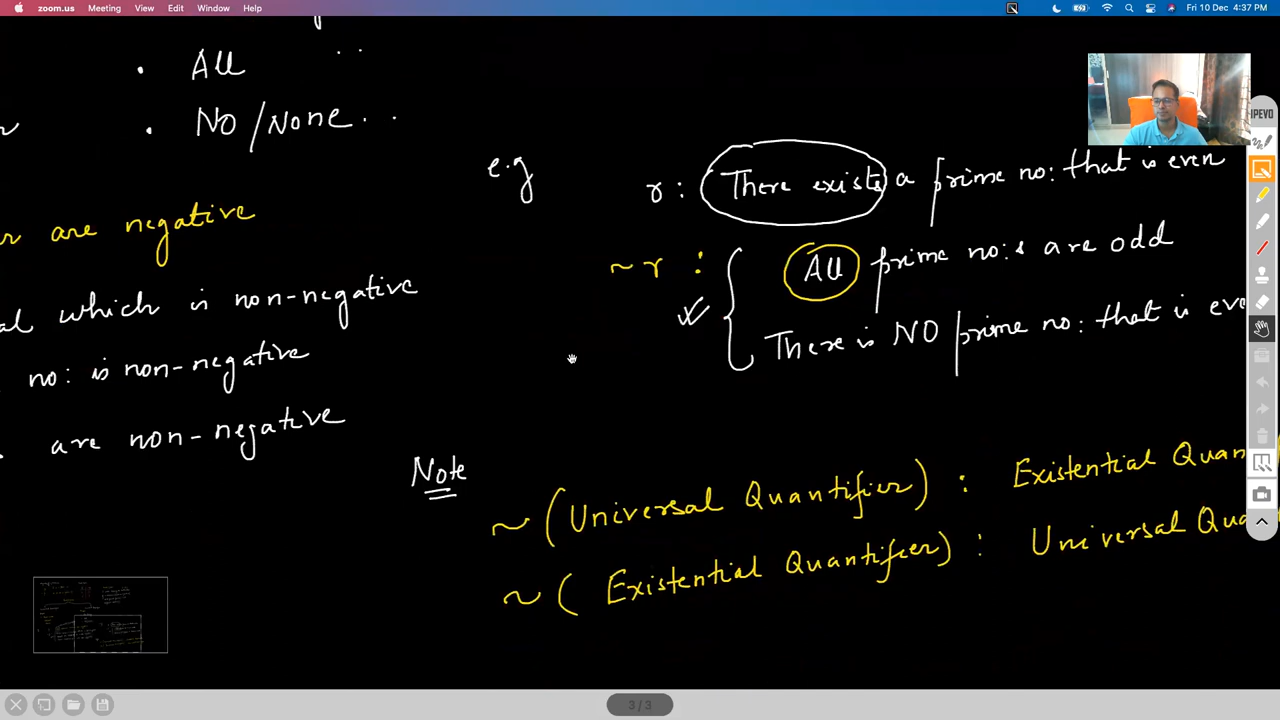 zoom.us Meeting View Edit Window Help Fri 10 Dec 4:37 PM
• All
• NO/None..
are negative
which is non-negative
no: is non-negative
are non-negative
e.g r: There exists a prime no: that is even
~r: All prime no:s are odd
There is NO prime no: that is eve
Note
~(Universal Quantifier) : Existential Quan
~(Existential Quantifier) : Universal Qua
IPEVO
3 / 3